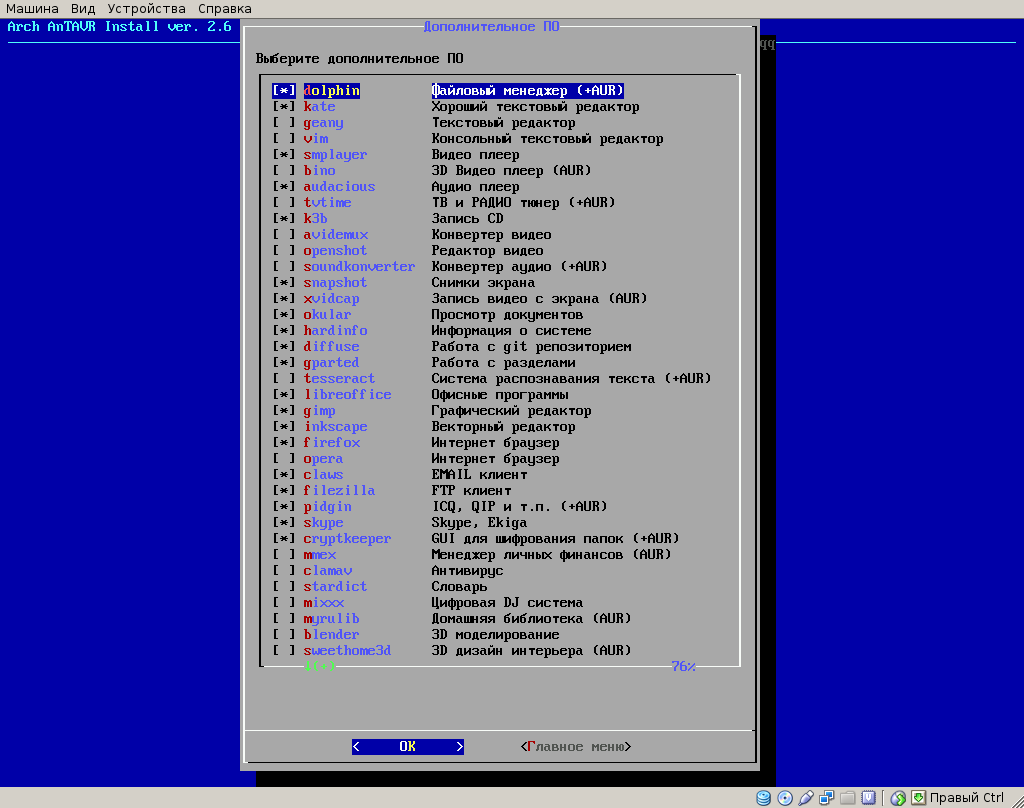 Машина Вид Устройства Справка
Arch AnTAVR Install ver. 2.6
Дополнительное ПО
qq
Выберите дополнительное ПО
[*] dolphin Файловый менеджер (+AUR)
[*] kate Хороший текстовый редактор
[ ] geany Текстовый редактор
[ ] vim Консольный текстовый редактор
[*] smplayer Видео плеер
[ ] bino 3D Видео плеер (AUR)
[*] audacious Аудио плеер
[ ] tvtime ТВ и РАДИО тюнер (+AUR)
[*] k3b Запись CD
[ ] avidemux Конвертер видео
[ ] openshot Редактор видео
[ ] soundkonverter Конвертер аудио (+AUR)
[*] snapshot Снимки экрана
[*] xvidcap Запись видео с экрана (AUR)
[*] okular Просмотр документов
[*] hardinfo Информация о системе
[*] diffuse Работа с git репозиторием
[*] gparted Работа с разделами
[ ] tesseract Система распознавания текста (+AUR)
[*] libreoffice Офисные программы
[*] gimp Графический редактор
[*] inkscape Векторный редактор
[*] firefox Интернет браузер
[ ] opera Интернет браузер
[*] claws EMAIL клиент
[*] filezilla FTP клиент
[*] pidgin ICQ, QIP и т.п. (+AUR)
[*] skype Skype, Ekiga
[*] cryptkeeper GUI для шифрования папок (+AUR)
[ ] mmex Менеджер личных финансов (AUR)
[ ] clamav Антивирус
[ ] stardict Словарь
[ ] mixxx Цифровая DJ система
[ ] myrulib Домашняя библиотека (AUR)
[ ] blender 3D моделирование
[ ] sweethome3d 3D дизайн интерьера (AUR)
↓(+) 76%
< OK > <Главное меню>
Правый Ctrl